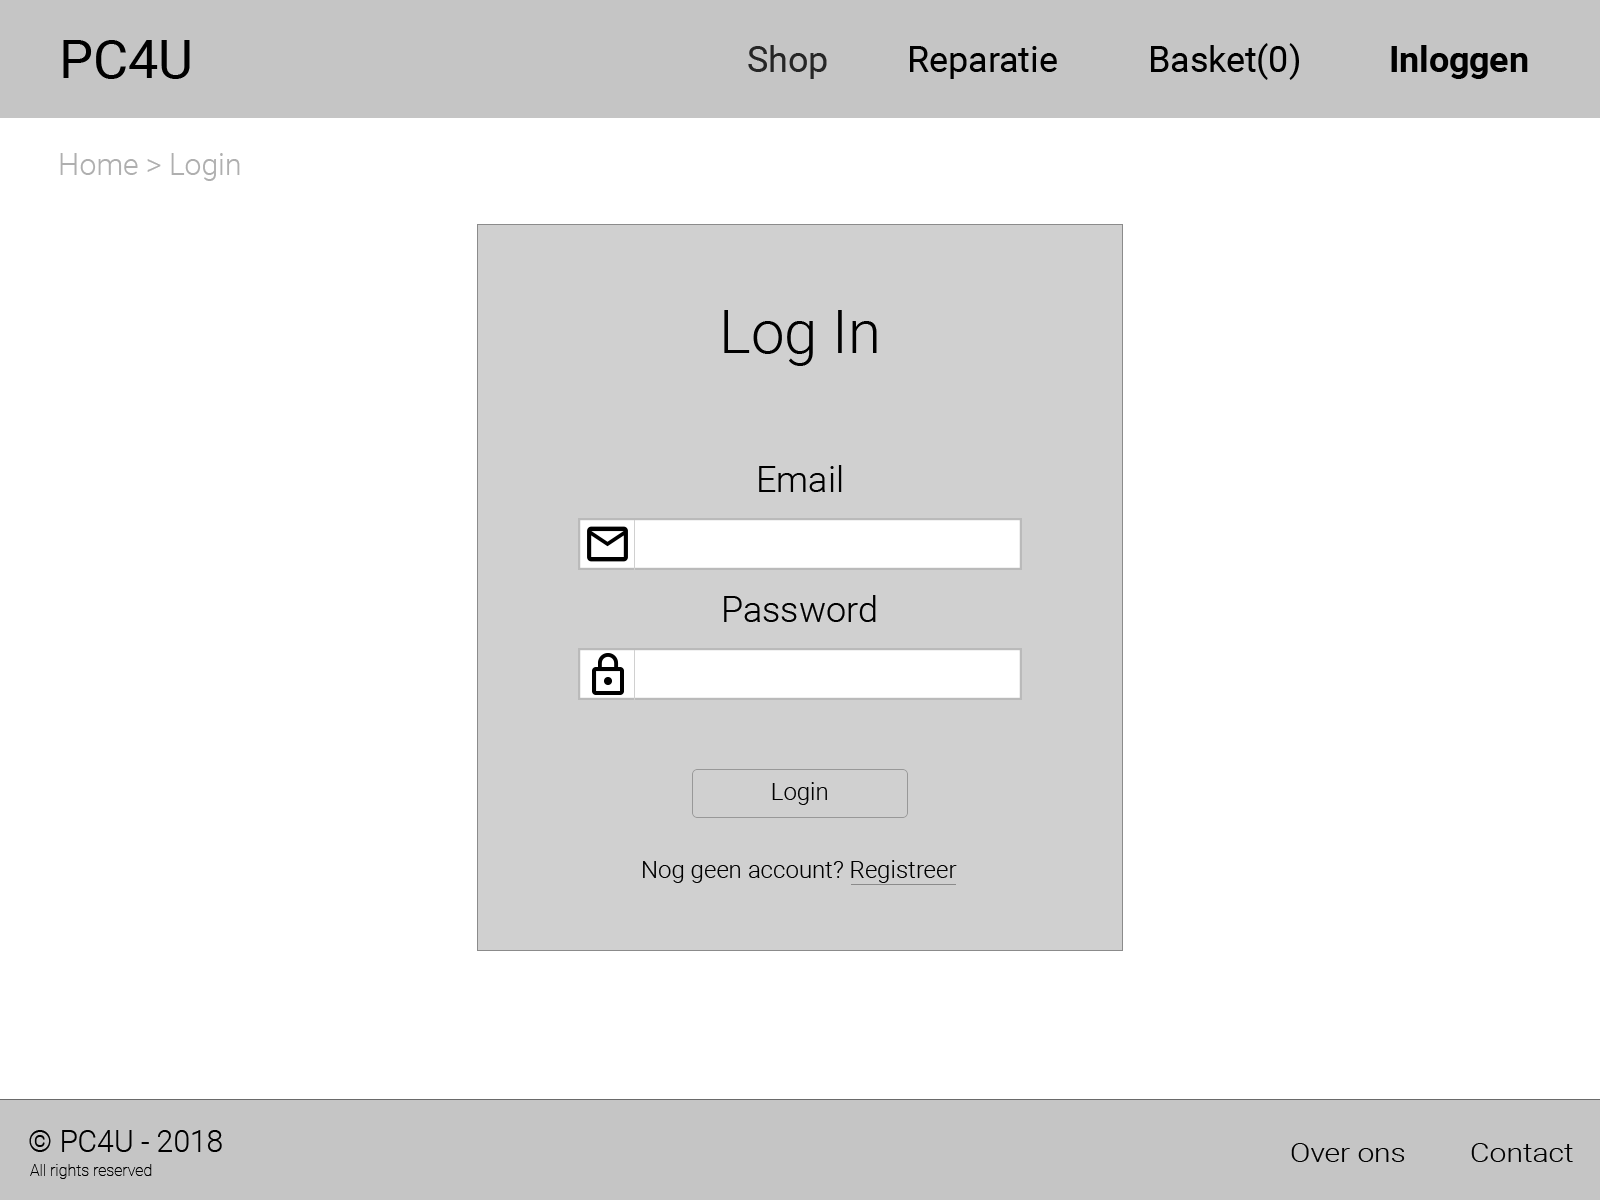 PC4U Shop Reparatie Basket(0) Inloggen
Home > Login
Log In
Email
Password
Login
Nog geen account? Registreer
© PC4U - 2018
All rights reserved
Over ons Contact